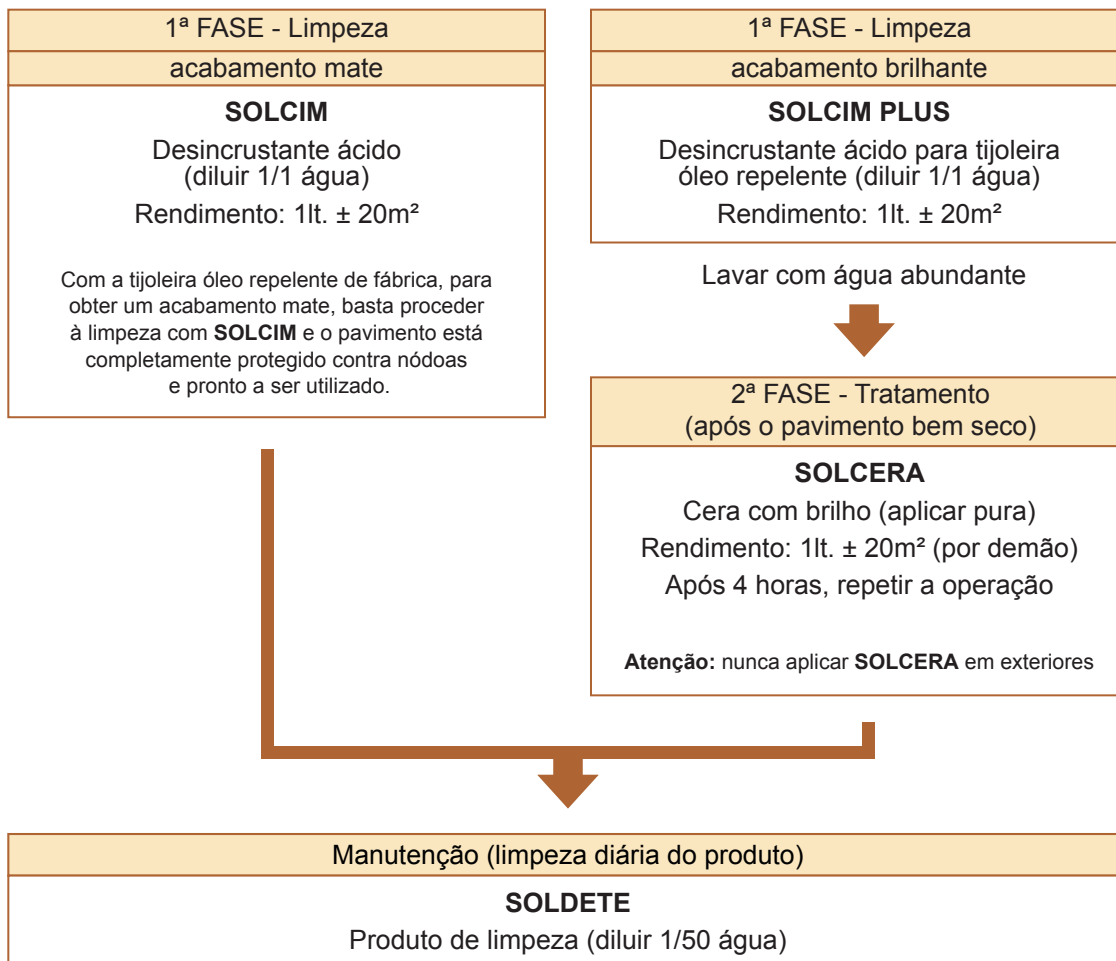 1ª FASE - Limpeza
acabamento mate
SOLCIM
Desincrustante ácido
(diluir 1/1 água)
Rendimento: 1lt. ± 20m²
Com a tijoleira óleo repelente de fábrica, para
obter um acabamento mate, basta proceder
à limpeza com SOLCIM e o pavimento está
completamente protegido contra nódoas
e pronto a ser utilizado.
1ª FASE - Limpeza
acabamento brilhante
SOLCIM PLUS
Desincrustante ácido para tijoleira
óleo repelente (diluir 1/1 água)
Rendimento: 1lt. ± 20m²
Lavar com água abundante
2ª FASE - Tratamento
(após o pavimento bem seco)
SOLCERA
Cera com brilho (aplicar pura)
Rendimento: 1lt. ± 20m² (por demão)
Após 4 horas, repetir a operação
Atenção: nunca aplicar SOLCERA em exteriores
Manutenção (limpeza diária do produto)
SOLDETE
Produto de limpeza (diluir 1/50 água)